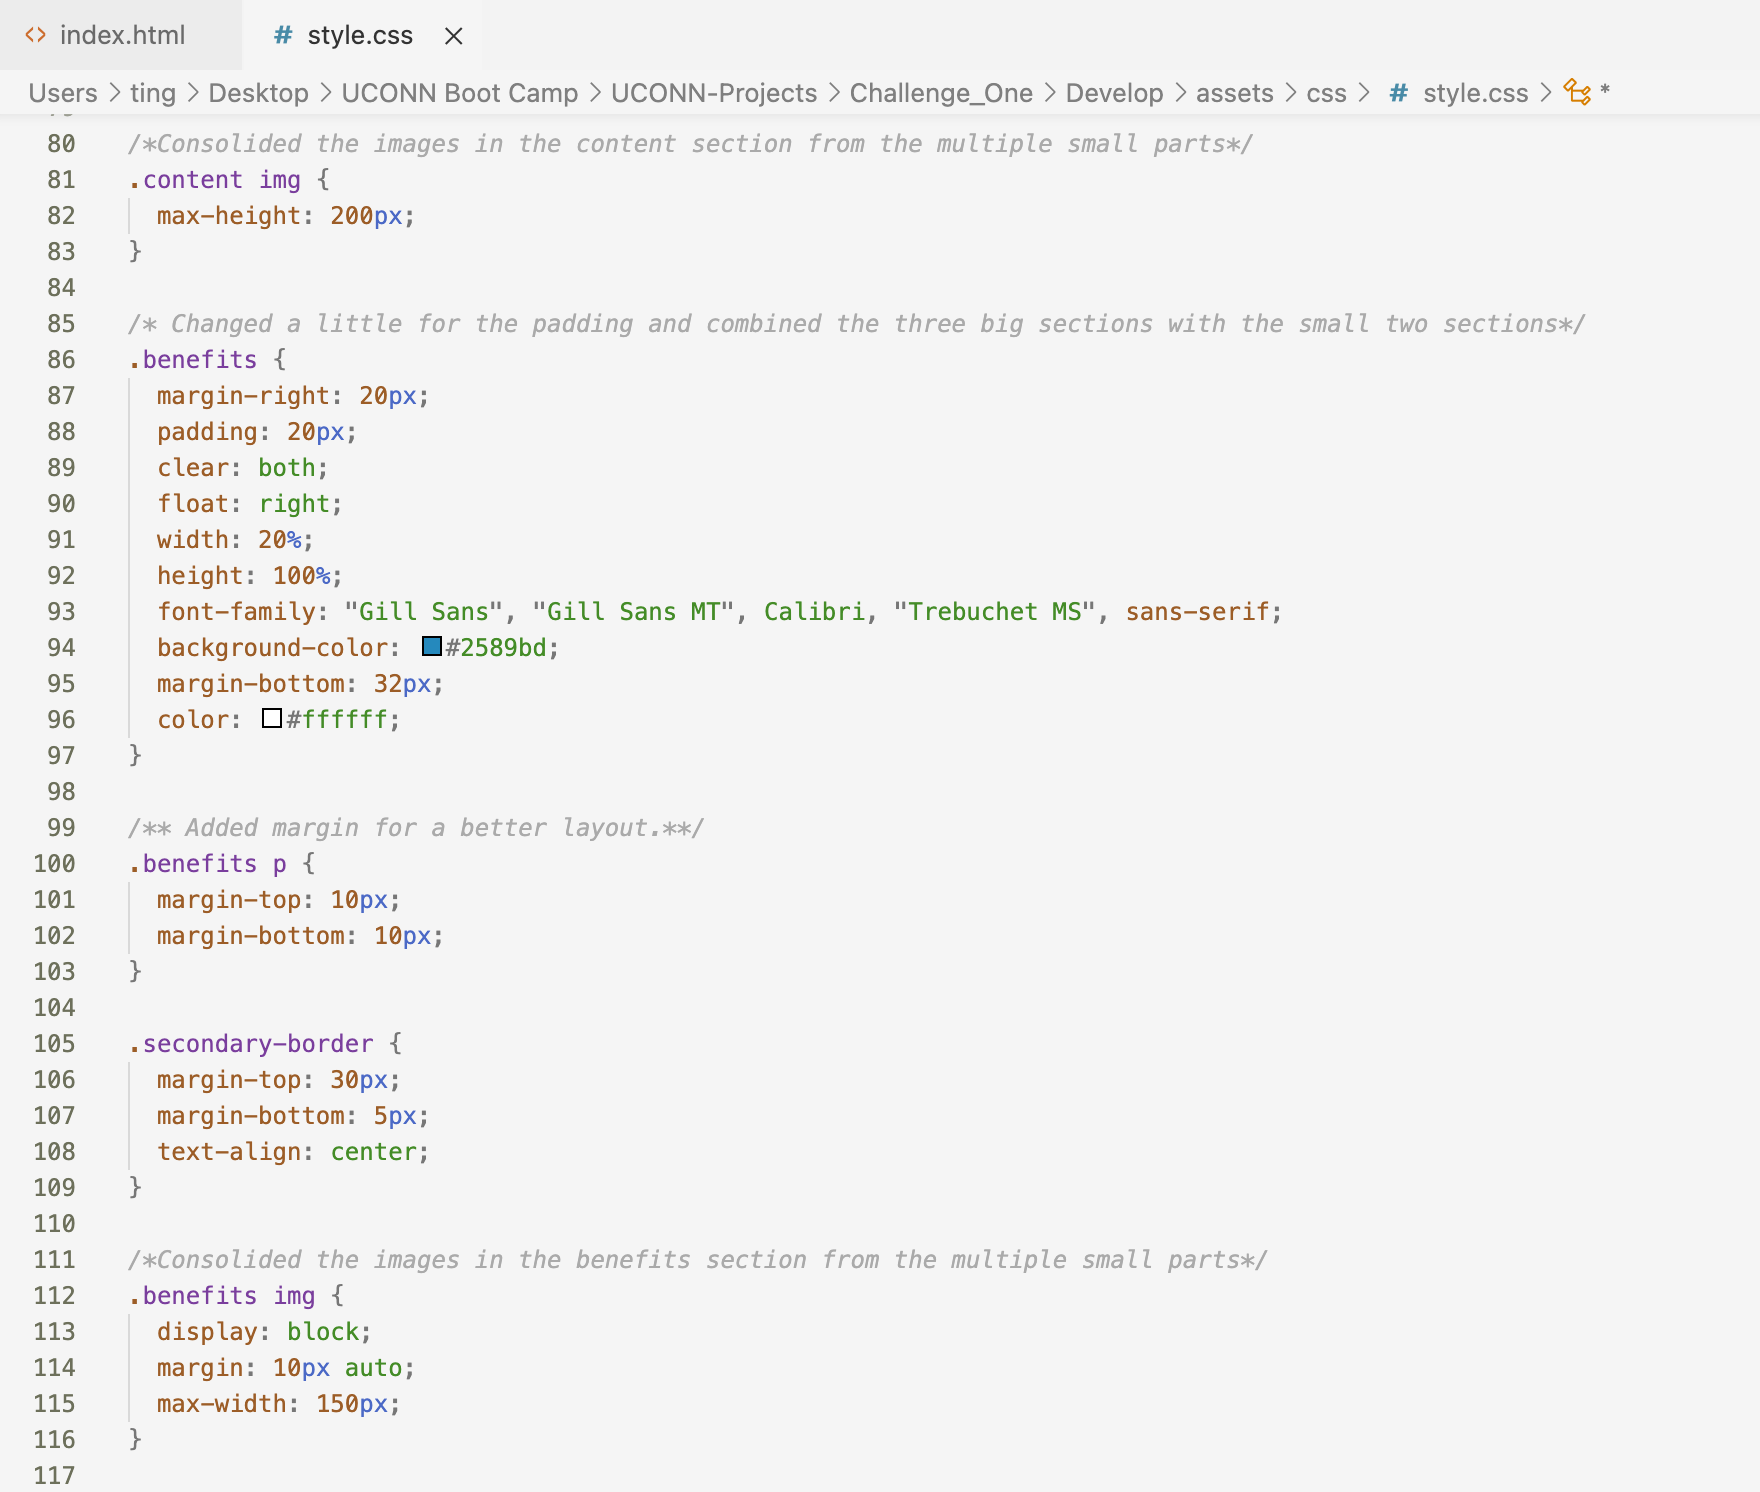 index.html
# style.css
Users > ting > Desktop > UCONN Boot Camp > UCONN-Projects > Challenge_One > Develop > assets > css > # style.css > *
80 /*Consolided the images in the content section from the multiple small parts*/
81 .content img {
82 max-height: 200px;
83 }
84
85 /* Changed a little for the padding and combined the three big sections with the small two sections*/
86 .benefits {
87 margin-right: 20px;
88 padding: 20px;
89 clear: both;
90 float: right;
91 width: 20%;
92 height: 100%;
93 font-family: "Gill Sans", "Gill Sans MT", Calibri, "Trebuchet MS", sans-serif;
94 background-color: #2589bd;
95 margin-bottom: 32px;
96 color: #ffffff;
97 }
98
99 /** Added margin for a better layout.**/
100 .benefits p {
101 margin-top: 10px;
102 margin-bottom: 10px;
103 }
104
105 .secondary-border {
106 margin-top: 30px;
107 margin-bottom: 5px;
108 text-align: center;
109 }
110
111 /*Consolided the images in the benefits section from the multiple small parts*/
112 .benefits img {
113 display: block;
114 margin: 10px auto;
115 max-width: 150px;
116 }
117